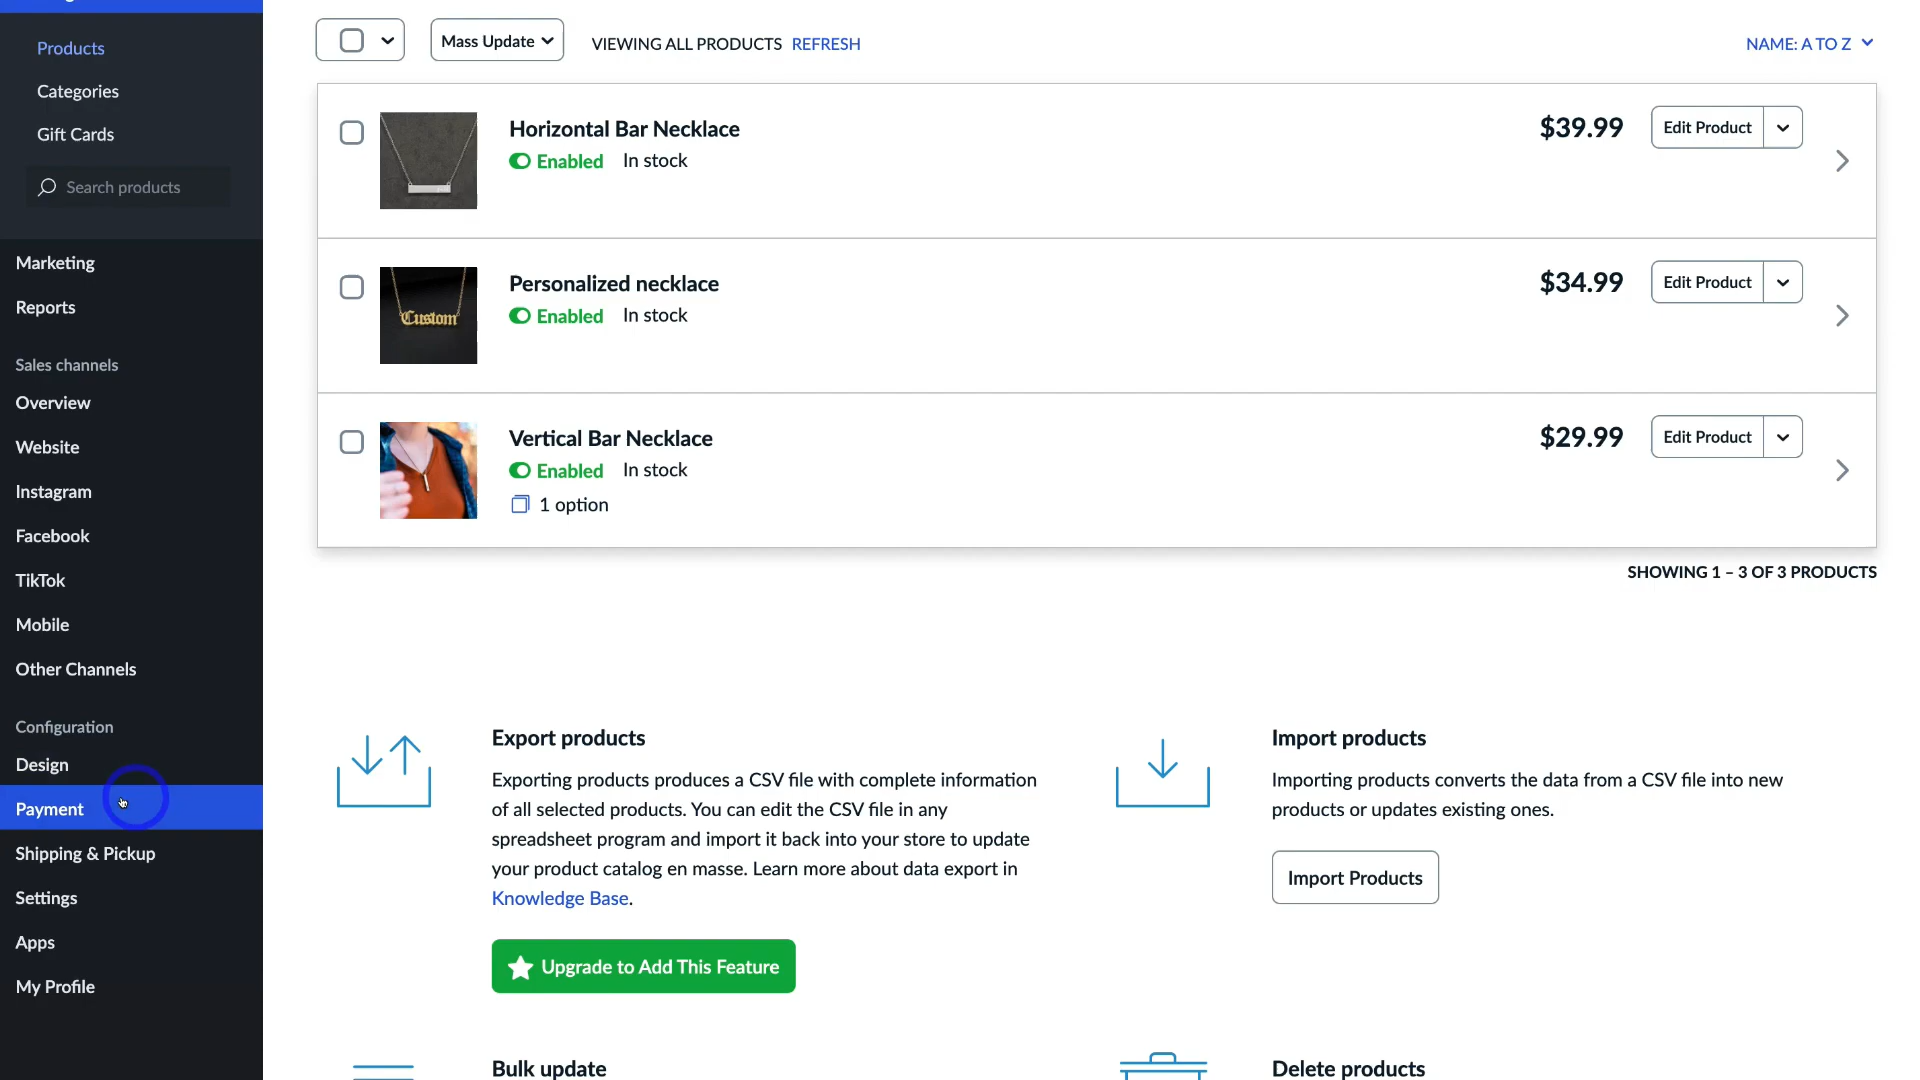 Products
Categories
Gift Cards
Search products
Marketing
Reports
Sales channels
Overview
Website
Instagram
Facebook
TikTok
Mobile
Other Channels
Configuration
Design
Payment
Shipping & Pickup
Settings
Apps
My Profile
Mass Update
VIEWING ALL PRODUCTS REFRESH
NAME: A TO Z
Horizontal Bar Necklace
Enabled In stock
$39.99
Edit Product
Custom
Personalized necklace
Enabled In stock
$34.99
Edit Product
Vertical Bar Necklace
Enabled In stock
1 option
$29.99
Edit Product
SHOWING 1 – 3 OF 3 PRODUCTS
Export products
Exporting products produces a CSV file with complete information
of all selected products. You can edit the CSV file in any
spreadsheet program and import it back into your store to update
your product catalog en masse. Learn more about data export in
Knowledge Base.
Upgrade to Add This Feature
Import products
Importing products converts the data from a CSV file into new
products or updates existing ones.
Import Products
Bulk update
Delete products